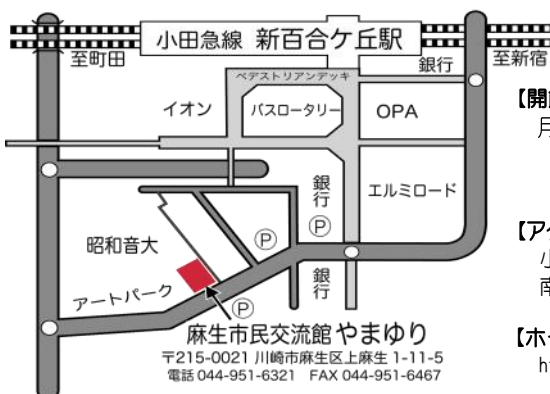 小田急線 新百合ケ丘駅
至町田
至新宿
ペデストリアンデッキ
銀行
イオン
バスロータリー
OPA
銀行
エルミロード
昭和音大
Ⓟ
Ⓟ
銀行
アートパーク
Ⓟ
麻生市民交流館 やまゆり
〒215-0021 川崎市麻生区上麻生 1-11-5
電話 044-951-6321 FAX 044-951-6467
【開
月
【ア
小
南
【ホー
h